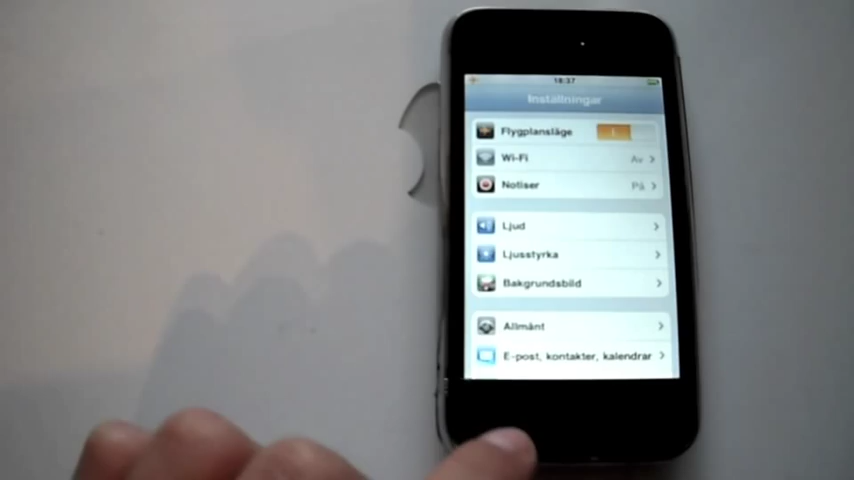 18:37
Inställningar
Flygplansläge
Wi-Fi Av
Notiser På
Ljud
Ljusstyrka
Bakgrundsbild
Allmänt
E-post, kontakter, kalendrar